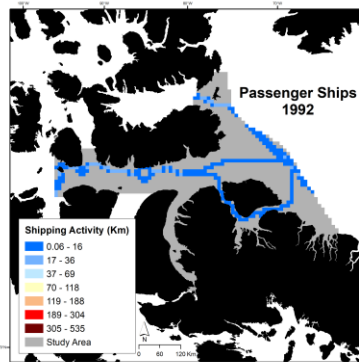 Passenger Ships
1992
Shipping Activity (Km)
0.06 - 16
17 - 36
37 - 69
70 - 118
119 - 188
189 - 304
305 - 535
Study Area
N
0 30 60 120 Km